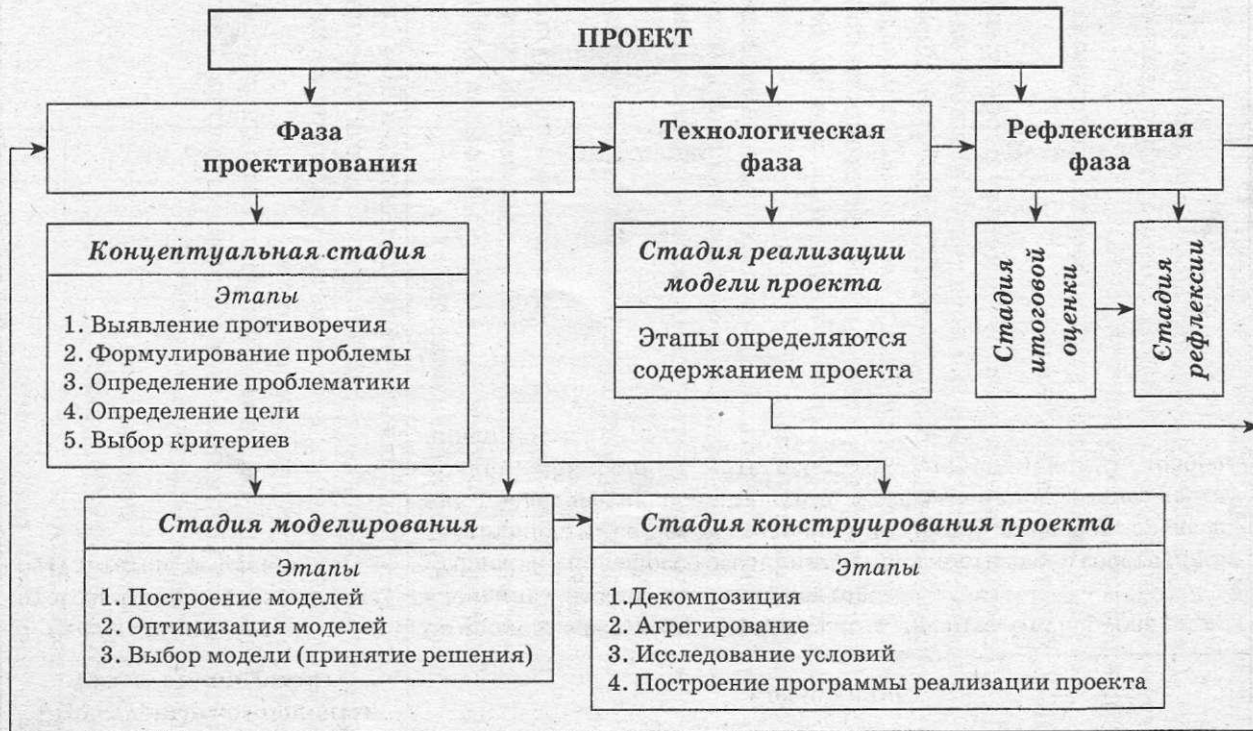 ПРОЕКТ
Фаза
проектирования
Технологическая
фаза
Рефлексивная
фаза
Концептуальная стадия
Этапы
1. Выявление противоречия
2. Формулирование проблемы
3. Определение проблематики
4. Определение цели
5. Выбор критериев
Стадия реализации
модели проекта
Этапы определяются
содержанием проекта
Стадия
итоговой
оценки
Стадия
рефлексии
Стадия моделирования
Этапы
1. Построение моделей
2. Оптимизация моделей
3. Выбор модели (принятие решения)
Стадия конструирования проекта
Этапы
1.Декомпозиция
2. Агретирование
3. Исследование условий
4. Построение программы реализации проекта